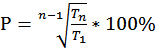 P = ⁿ⁻¹√(Tₙ/T₁) * 100%